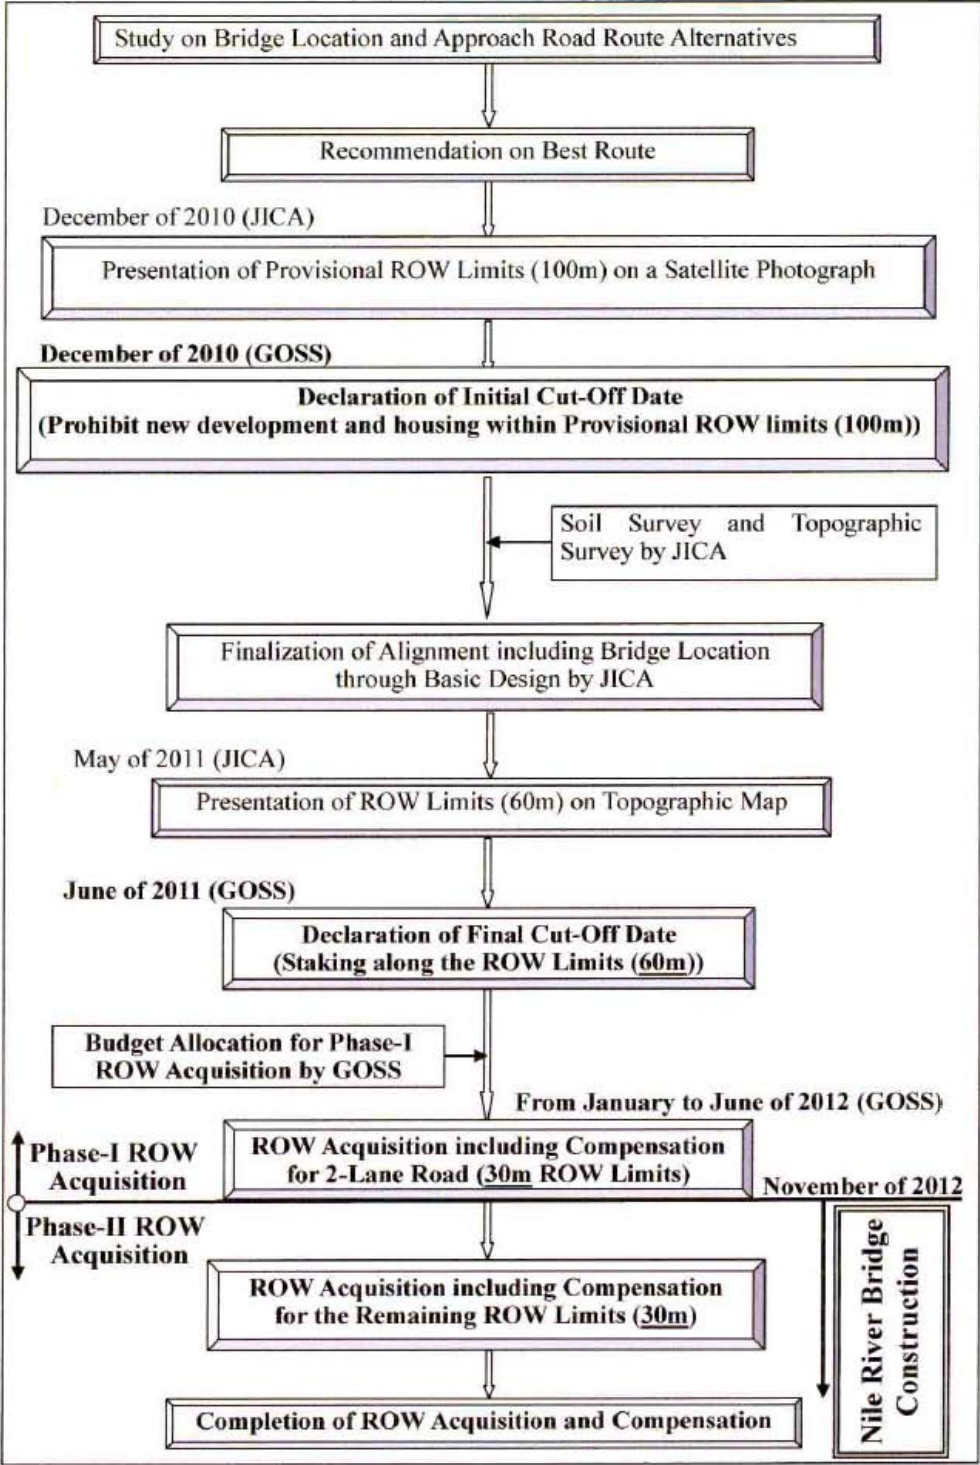 Study on Bridge Location and Approach Road Route Alternatives
Recommendation on Best Route
December of 2010 (JICA)
Presentation of Provisional ROW Limits (100m) on a Satellite Photograph
December of 2010 (GOSS)
Declaration of Initial Cut-Off Date
(Prohibit new development and housing within Provisional ROW limits (100m))
Soil Survey and Topographic
Survey by JICA
Finalization of Alignment including Bridge Location
through Basic Design by JICA
May of 2011 (JICA)
Presentation of ROW Limits (60m) on Topographic Map
June of 2011 (GOSS)
Declaration of Final Cut-Off Date
(Staking along the ROW Limits (60m))
Budget Allocation for Phase-I
ROW Acquisition by GOSS
From January to June of 2012 (GOSS)
Phase-I ROW
Acquisition
ROW Acquisition including Compensation
for 2-Lane Road (30m ROW Limits)
November of 2012
Phase-II ROW
Acquisition
ROW Acquisition including Compensation
for the Remaining ROW Limits (30m)
Nile River Bridge
Construction
Completion of ROW Acquisition and Compensation